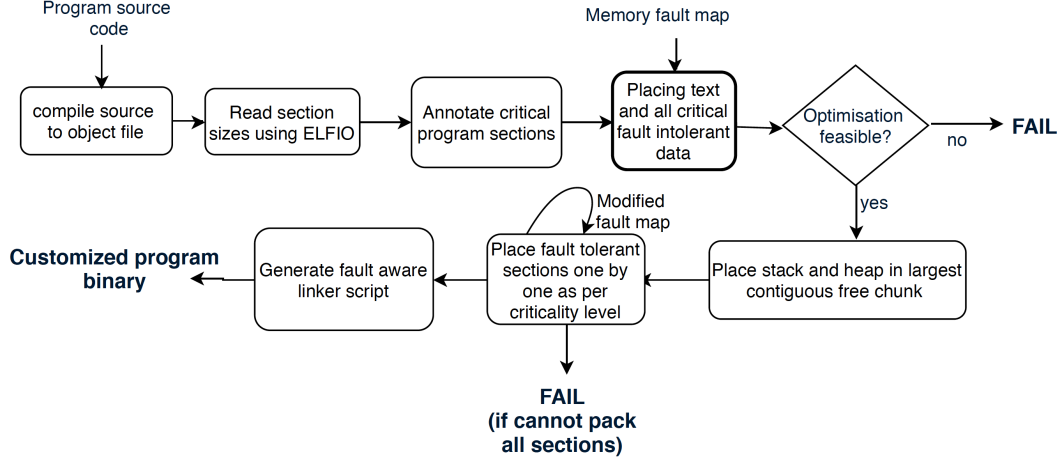 Program source
code
compile source
to object file
Read section
sizes using ELFIO
Annotate critical
program sections
Memory fault map
Placing text
and all critical
fault intolerant
data
Optimisation
feasible?
no
FAIL
yes
Place stack and heap in largest
contiguous free chunk
Modified
fault map
Place fault tolerant
sections one by
one as per
criticality level
FAIL
(if cannot pack
all sections)
Generate fault aware
linker script
Customized program
binary